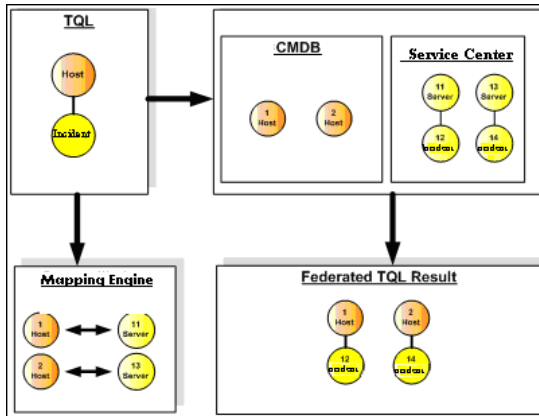 TQL
Host
Incident
CMDB
1
Host
2
Host
Service Center
11
Server
13
Server
12
14
Mapping Engine
1
Host
11
Server
2
Host
13
Server
Federated TQL Result
1
Host
2
Host
12
14